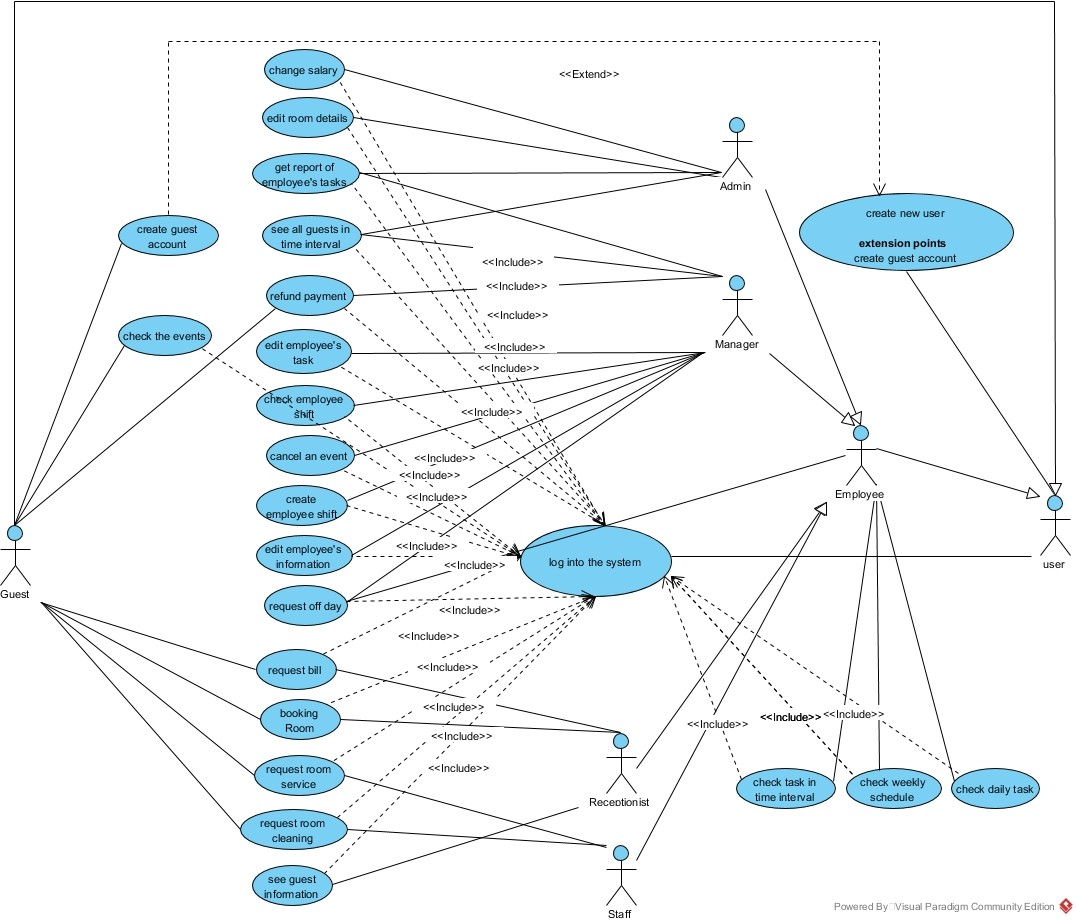 change salary
<<Extend>>
edit room details
get report of
employee's tasks
Admin
create new user
extension points
create guest account
create guest
account
see all guests in
time interval
<<Include>>
<<Include>>
refund payment
<<Include>>
check the events
edit employee's
task
Manager
<<Include>>
<<Include>>
check employee
shift
<<Include>>
cancel an event
<<Include>>
<<Include>>
create
employee shift
<<Include>>
Employee
edit employee's
information
<<Include>>
<<Include>>
log into the system
user
Guest
request off day
<<Include>>
<<Include>>
request bill
<<Include>>
booking
Room
<<Include>>
<<Include>>
<<Include>>
<<Include>>
<<Include>>
request room
service
<<Include>>
check task in
time interval
check weekly
schedule
check daily task
Receptionist
request room
cleaning
see guest
information
Staff
Powered By Visual Paradigm Community Edition